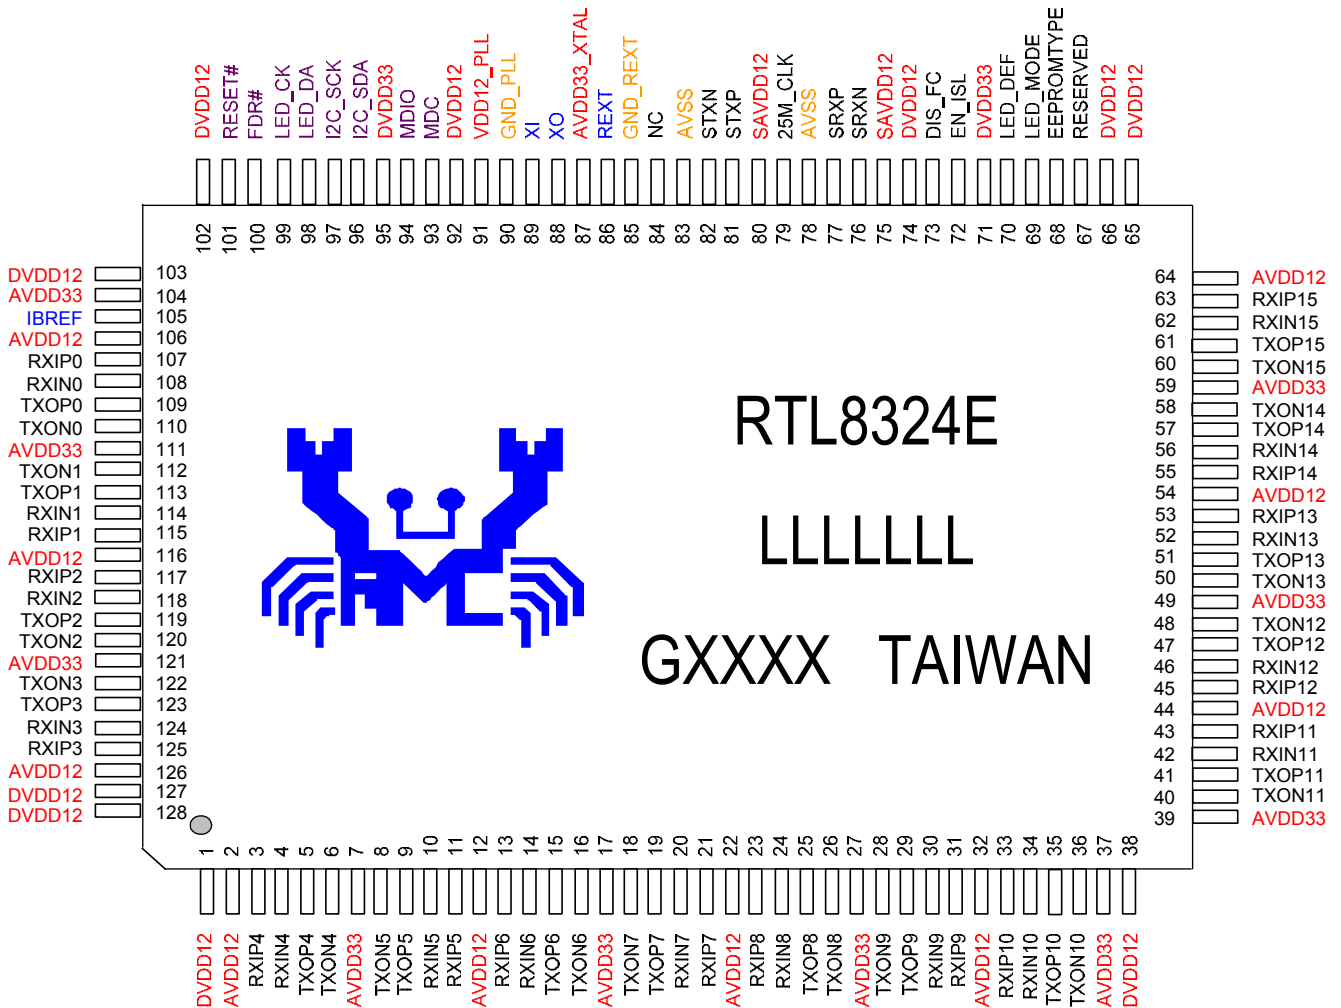 DVDD12 RESET# FDR# LED_CK LED_DA I2C_SCK I2C_SDA DVDD33 MDIO MDC DVDD12 VDD12_PLL GND_PLL XI XO AVDD33_XTAL REXT GND_REXT NC AVSS STXN STXP SAVDD12 25M_CLK AVSS SRXP SRXN SAVDD12 DVDD12 DIS_FC EN_ISL DVDD33 LED_DEF LED_MODE EEPROMTYPE RESERVED DVDD12 DVDD12
102 101 100 99 98 97 96 95 94 93 92 91 90 89 88 87 86 85 84 83 82 81 80 79 78 77 76 75 74 73 72 71 70 69 68 67 66 65
DVDD12 103
AVDD33 104
IBREF 105
AVDD12 106
RXIP0 107
RXIN0 108
TXOP0 109
TXON0 110
AVDD33 111
TXON1 112
TXOP1 113
RXIN1 114
RXIP1 115
AVDD12 116
RXIP2 117
RXIN2 118
TXOP2 119
TXON2 120
AVDD33 121
TXON3 122
TXOP3 123
RXIN3 124
RXIP3 125
AVDD12 126
DVDD12 127
DVDD12 128
RTL8324E
LLLLLLL
GXXXX TAIWAN
64 AVDD12
63 RXIP15
62 RXIN15
61 TXOP15
60 TXON15
59 AVDD33
58 TXON14
57 TXOP14
56 RXIN14
55 RXIP14
54 AVDD12
53 RXIP13
52 RXIN13
51 TXOP13
50 TXON13
49 AVDD33
48 TXON12
47 TXOP12
46 RXIN12
45 RXIP12
44 AVDD12
43 RXIP11
42 RXIN11
41 TXOP11
40 TXON11
39 AVDD33
1 2 3 4 5 6 7 8 9 10 11 12 13 14 15 16 17 18 19 20 21 22 23 24 25 26 27 28 29 30 31 32 33 34 35 36 37 38
DVDD12 AVDD12 RXIP4 RXIN4 TXOP4 TXON4 AVDD33 TXON5 TXOP5 RXIN5 RXIP5 AVDD12 RXIP6 RXIN6 TXOP6 TXON6 AVDD33 TXON7 TXOP7 RXIN7 RXIP7 AVDD12 RXIP8 RXIN8 TXOP8 TXON8 AVDD33 TXON9 TXOP9 RXIN9 RXIP9 AVDD12 RXIP10 RXIN10 TXOP10 TXON10 AVDD33 DVDD12